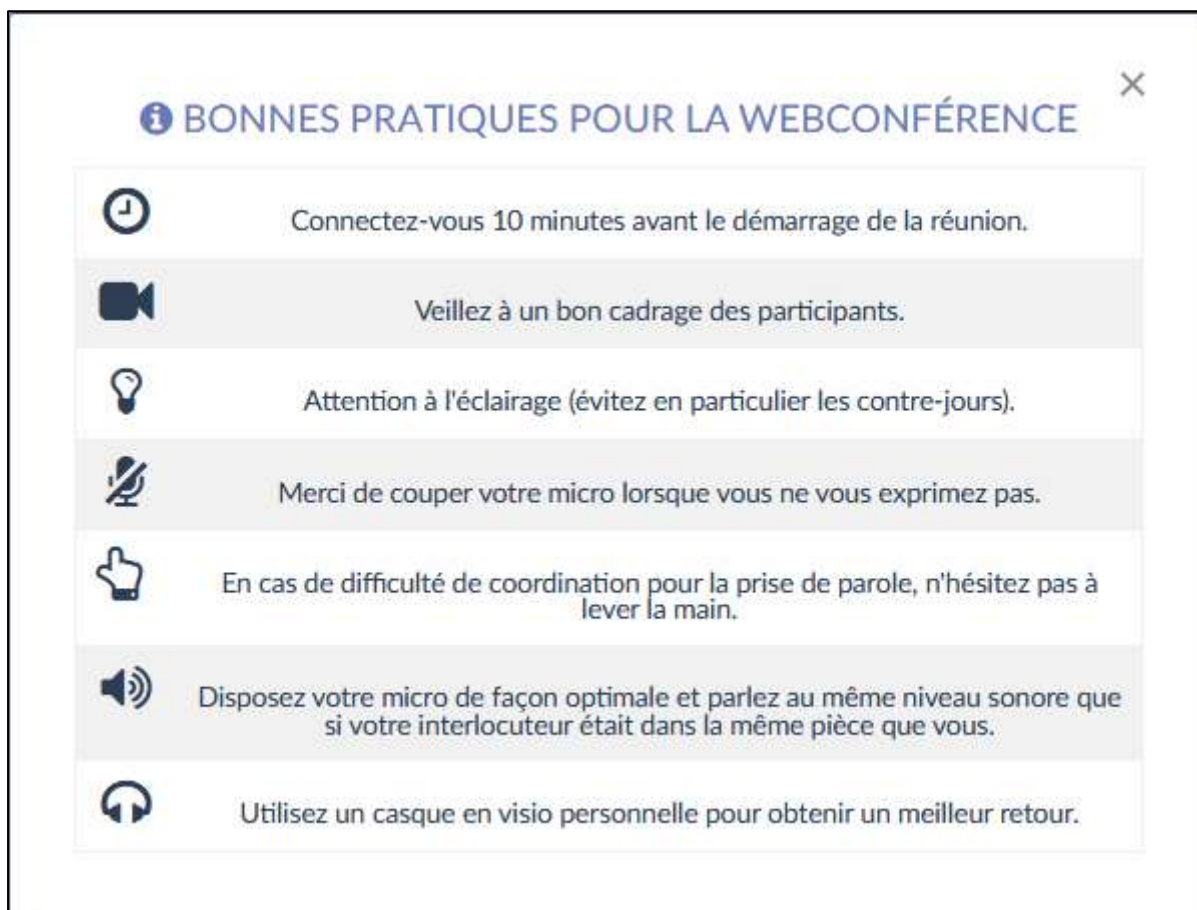 BONNES PRATIQUES POUR LA WEBCONFÉRENCE
Connectez-vous 10 minutes avant le démarrage de la réunion.
Veillez à un bon cadrage des participants.
Attention à l'éclairage (évitez en particulier les contre-jours).
Merci de couper votre micro lorsque vous ne vous exprimez pas.
En cas de difficulté de coordination pour la prise de parole, n'hésitez pas à
lever la main.
Disposez votre micro de façon optimale et parlez au même niveau sonore que
si votre interlocuteur était dans la même pièce que vous.
Utilisez un casque en visio personnelle pour obtenir un meilleur retour.